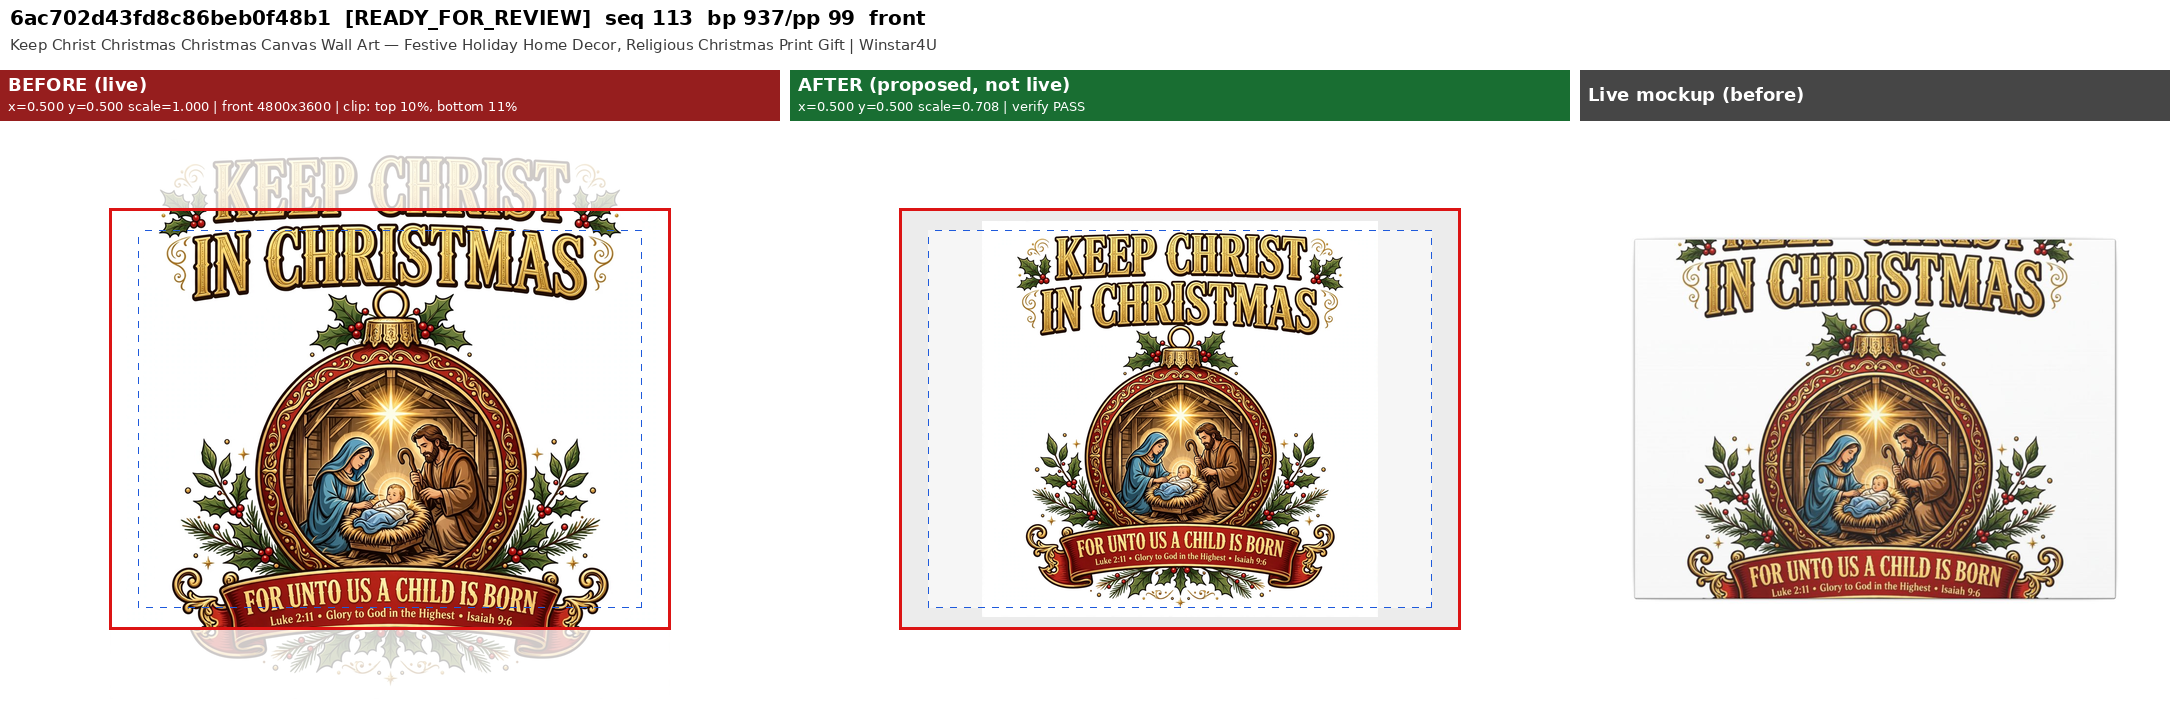 6ac702d43fd8c86beb0f48b1 [READY_FOR_REVIEW] seq 113 bp 937/pp 99 front
Keep Christ Christmas Christmas Canvas Wall Art — Festive Holiday Home Decor, Religious Christmas Print Gift | Winstar4U
BEFORE (live)
x=0.500 y=0.500 scale=1.000 | front 4800x3600 | clip: top 10%, bottom 11%
KEEP CHRIST
IN CHRISTMAS
FOR UNTO US A CHILD IS BORN
Luke 2:11 • Glory to God in the Highest • Isaiah 9:6
AFTER (proposed, not live)
x=0.500 y=0.500 scale=0.708 | verify PASS
KEEP CHRIST
IN CHRISTMAS
FOR UNTO US A CHILD IS BORN
Luke 2:11 • Glory to God in the Highest • Isaiah 9:6
Live mockup (before)
KEEP CHRIST
IN CHRISTMAS
FOR UNTO US A CHILD IS BORN
Luke 2:11 • Glory to God in the Highest • Isaiah 9:6